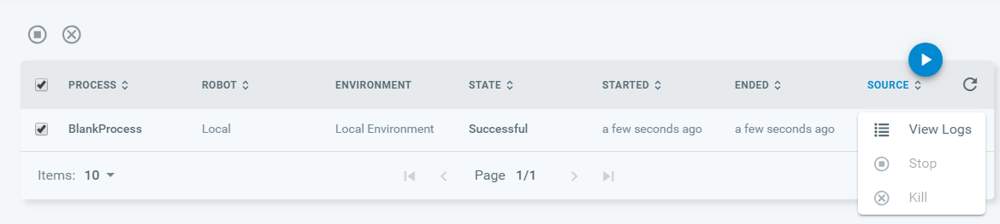 PROCESS ROBOT ENVIRONMENT STATE STARTED ENDED SOURCE
BlankProcess Local Local Environment Successful a few seconds ago a few seconds ago
View Logs
Stop
Kill
Items: 10 Page 1/1